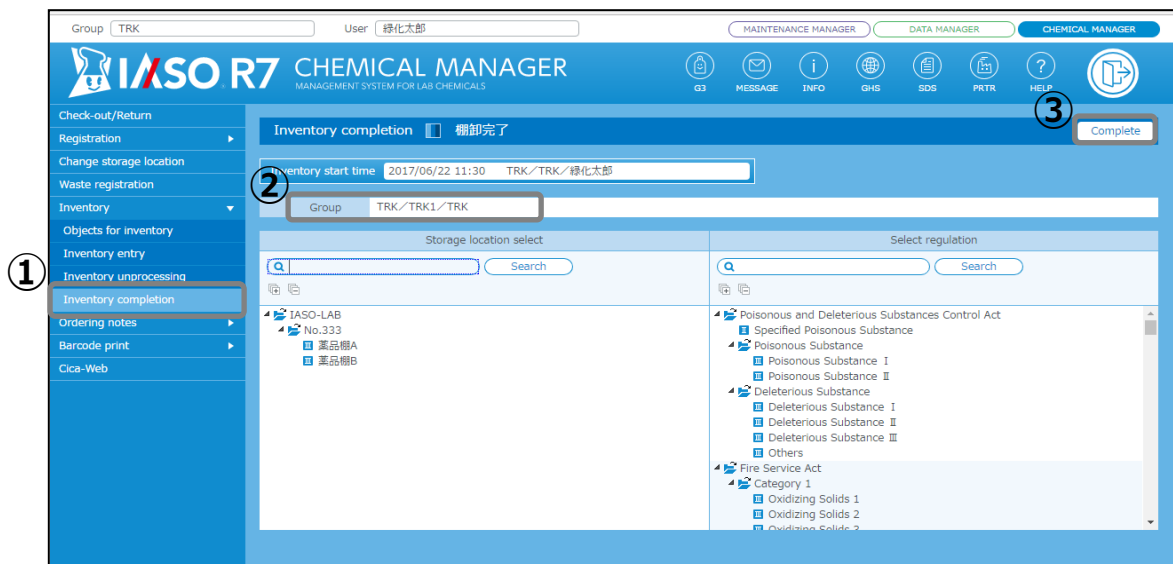 Group TRK User 緑化太郎 MAINTENANCE MANAGER DATA MANAGER CHEMICAL MANAGER
IASO R7 CHEMICAL MANAGER
MANAGEMENT SYSTEM FOR LAB CHEMICALS
G3 MESSAGE INFO GHS SDS PRTR HELP
Check-out/Return
Registration
Change storage location
Waste registration
Inventory
Objects for inventory
Inventory entry
①
Inventory unprocessing
Inventory completion
Ordering notes
Barcode print
Cica-Web
Inventory completion 棚卸完了
③
Complete
Inventory start time 2017/06/22 11:30 TRK／TRK／緑化太郎
②
Group TRK／TRK1／TRK
Storage location select
Search
IASO-LAB
No.333
薬品棚A
薬品棚B
Select regulation
Search
Poisonous and Deleterious Substances Control Act
Specified Poisonous Substance
Poisonous Substance
Poisonous Substance Ⅰ
Poisonous Substance Ⅱ
Deleterious Substance
Deleterious Substance Ⅰ
Deleterious Substance Ⅱ
Deleterious Substance Ⅲ
Others
Fire Service Act
Category 1
Oxidizing Solids 1
Oxidizing Solids 2
Oxidizing Solids 3